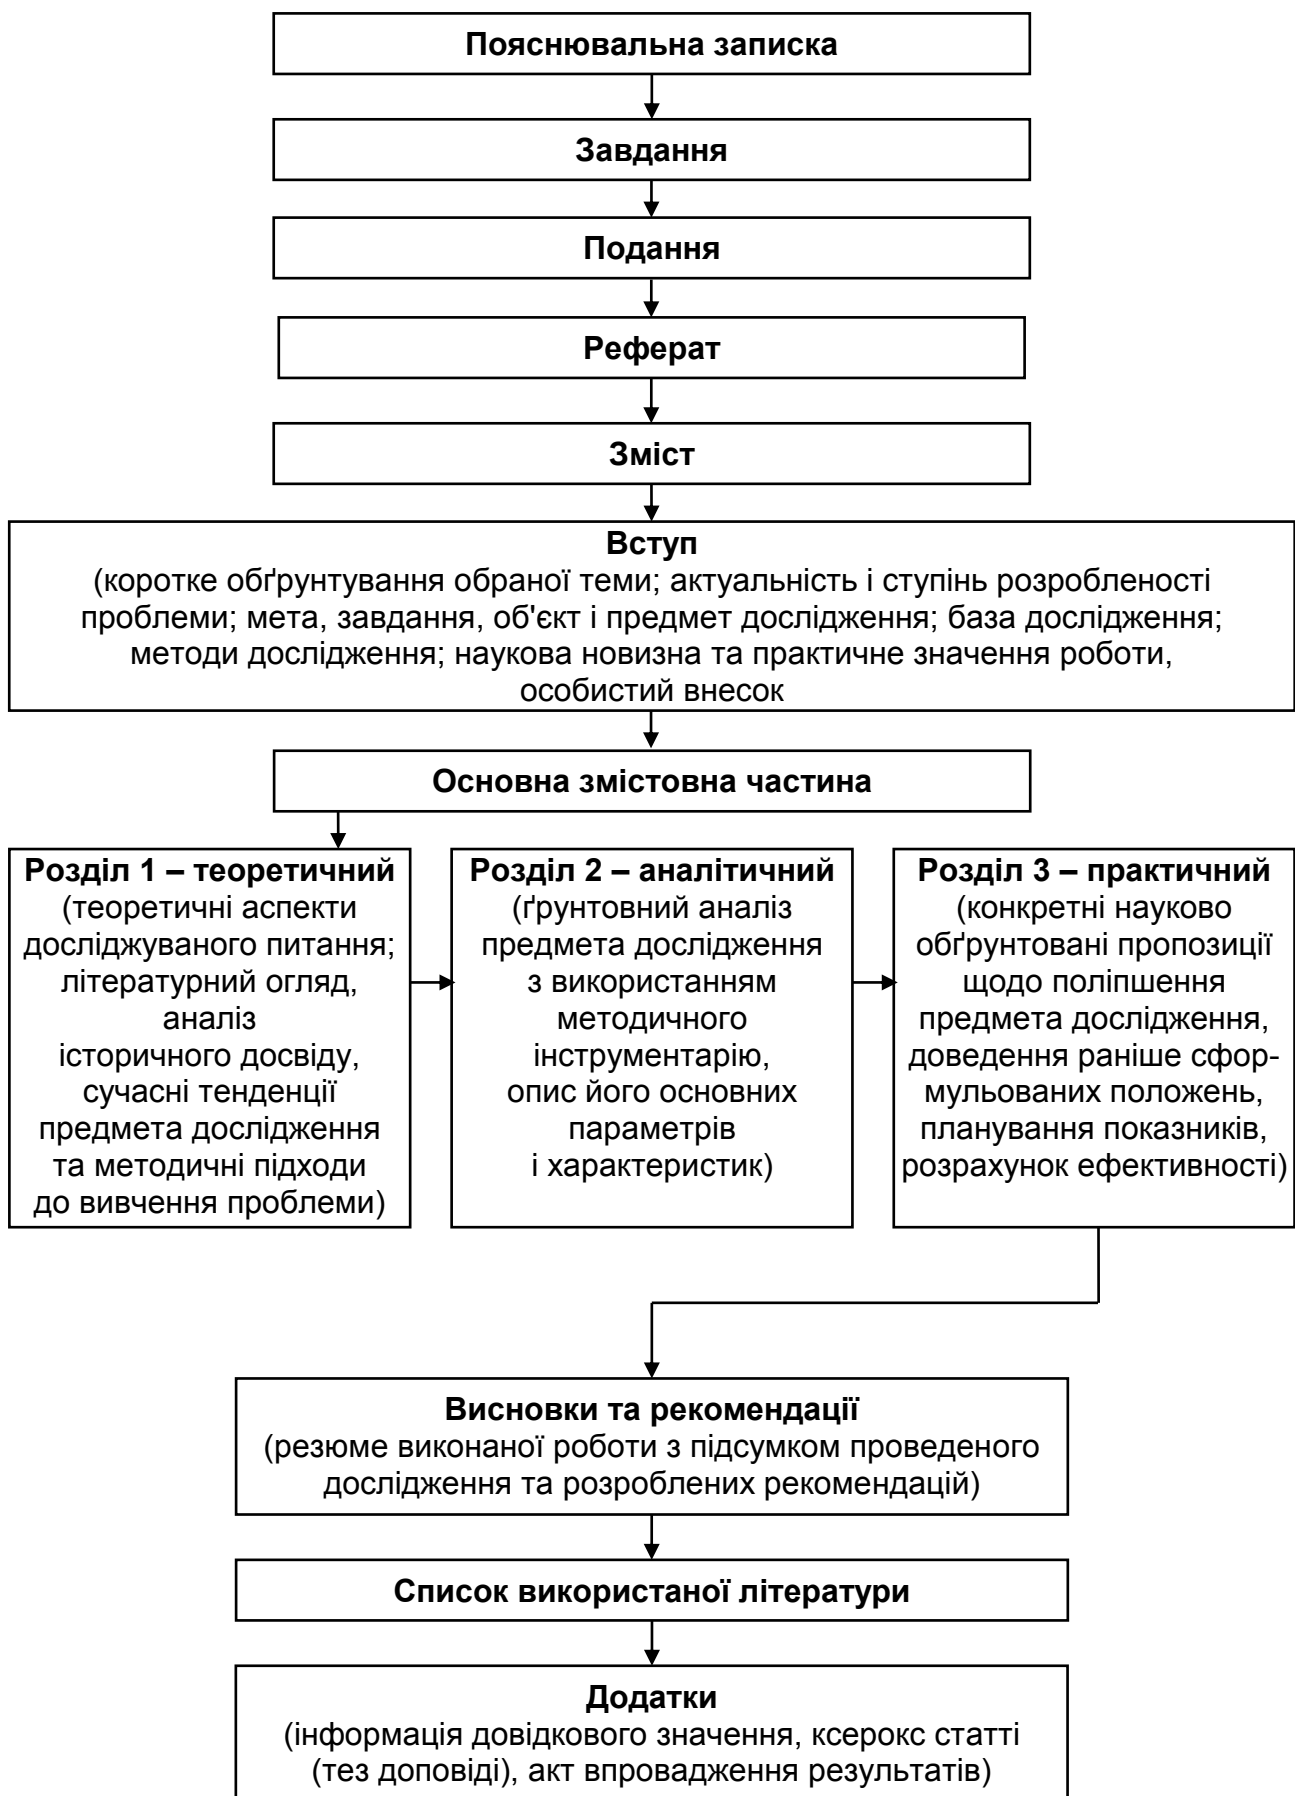 Пояснювальна записка
Завдання
Подання
Реферат
Зміст
Вступ
(коротке обґрунтування обраної теми; актуальність і ступінь розробленості
проблеми; мета, завдання, об'єкт і предмет дослідження; база дослідження;
методи дослідження; наукова новизна та практичне значення роботи,
особистий внесок
Основна змістовна частина
Розділ 1 – теоретичний
(теоретичні аспекти
досліджуваного питання;
літературний огляд,
аналіз
історичного досвіду,
сучасні тенденції
предмета дослідження
та методичні підходи
до вивчення проблеми)
Розділ 2 – аналітичний
(ґрунтовний аналіз
предмета дослідження
з використанням
методичного
інструментарію,
опис його основних
параметрів
і характеристик)
Розділ 3 – практичний
(конкретні науково
обґрунтовані пропозиції
щодо поліпшення
предмета дослідження,
доведення раніше сфор-
мульованих положень,
планування показників,
розрахунок ефективності)
Висновки та рекомендації
(резюме виконаної роботи з підсумком проведеного
дослідження та розроблених рекомендацій)
Список використаної літератури
Додатки
(інформація довідкового значення, ксерокс статті
(тез доповіді), акт впровадження результатів)